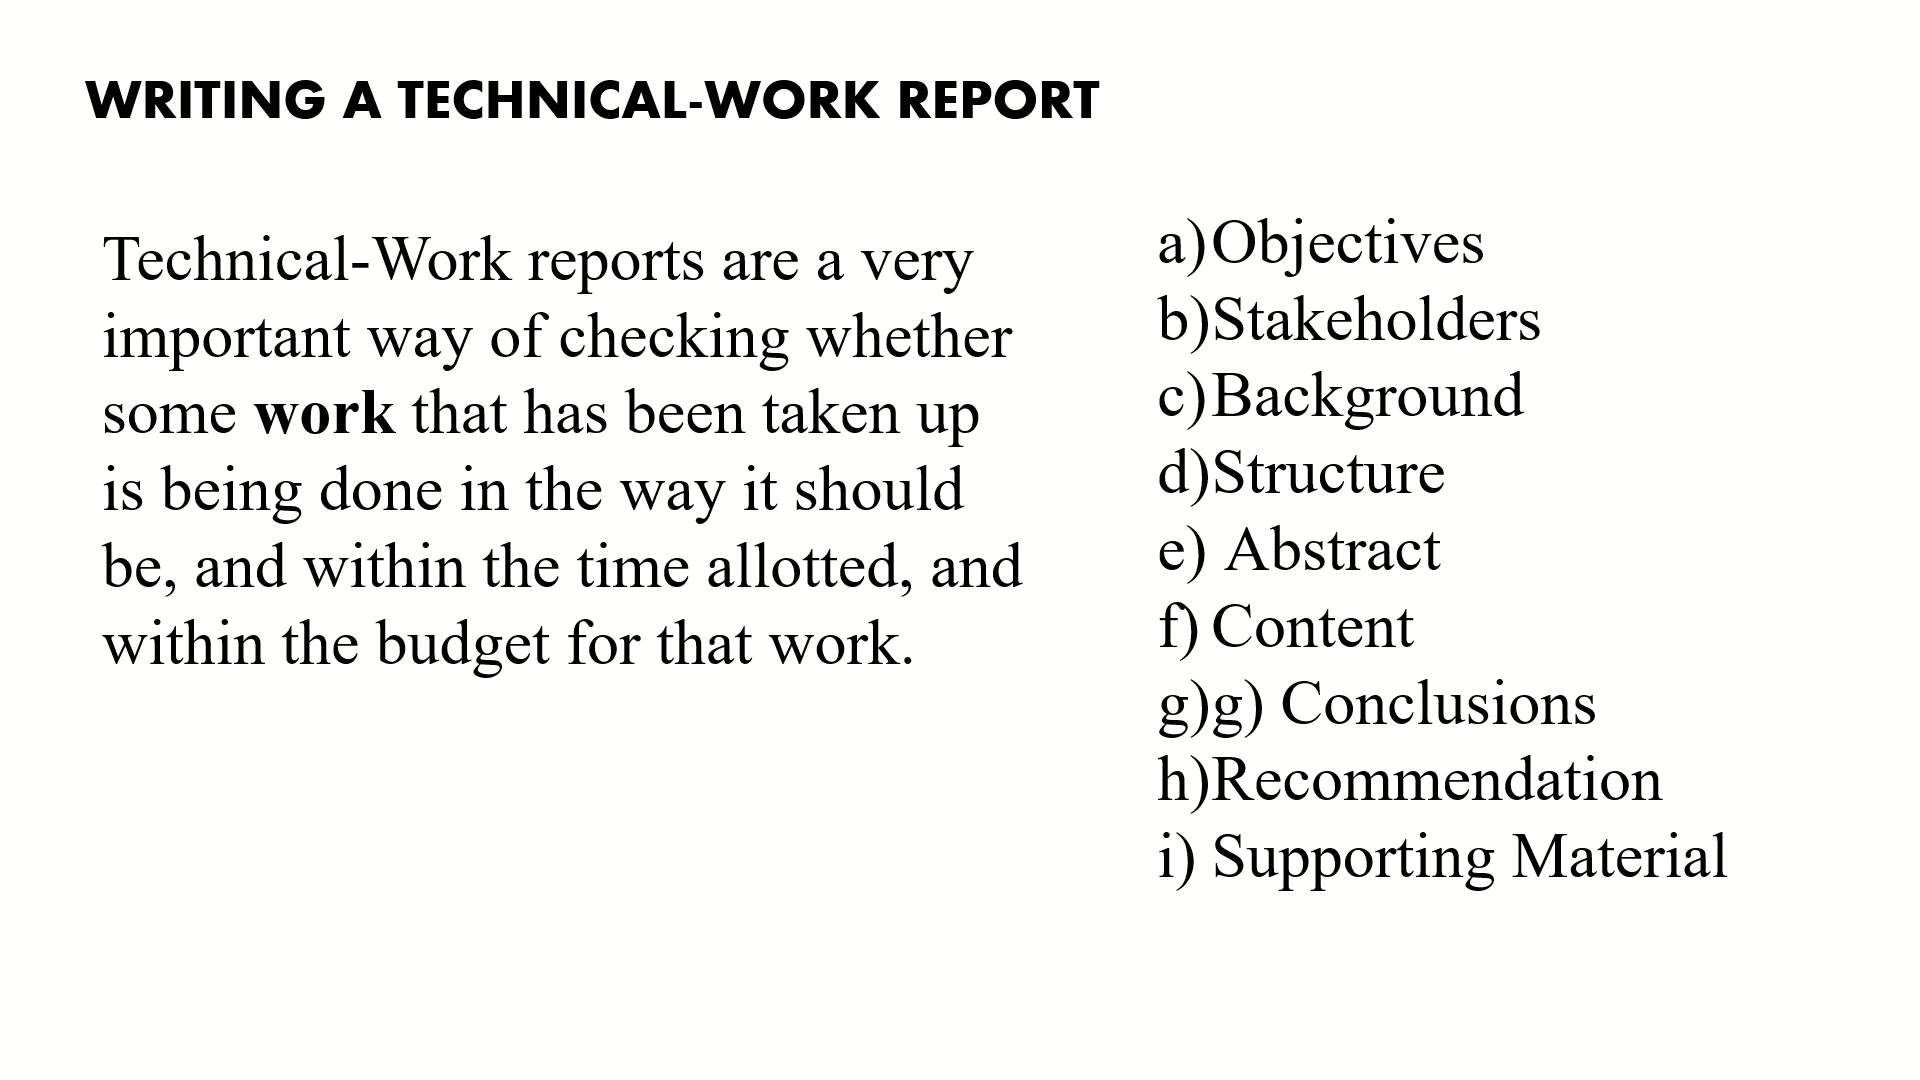 WRITING A TECHNICAL-WORK REPORT
Technical-Work reports are a very
important way of checking whether
some work that has been taken up
is being done in the way it should
be, and within the time allotted, and
within the budget for that work.
a) Objectives
b) Stakeholders
c) Background
d) Structure
e) Abstract
f) Content
g) g) Conclusions
h) Recommendation
i) Supporting Material